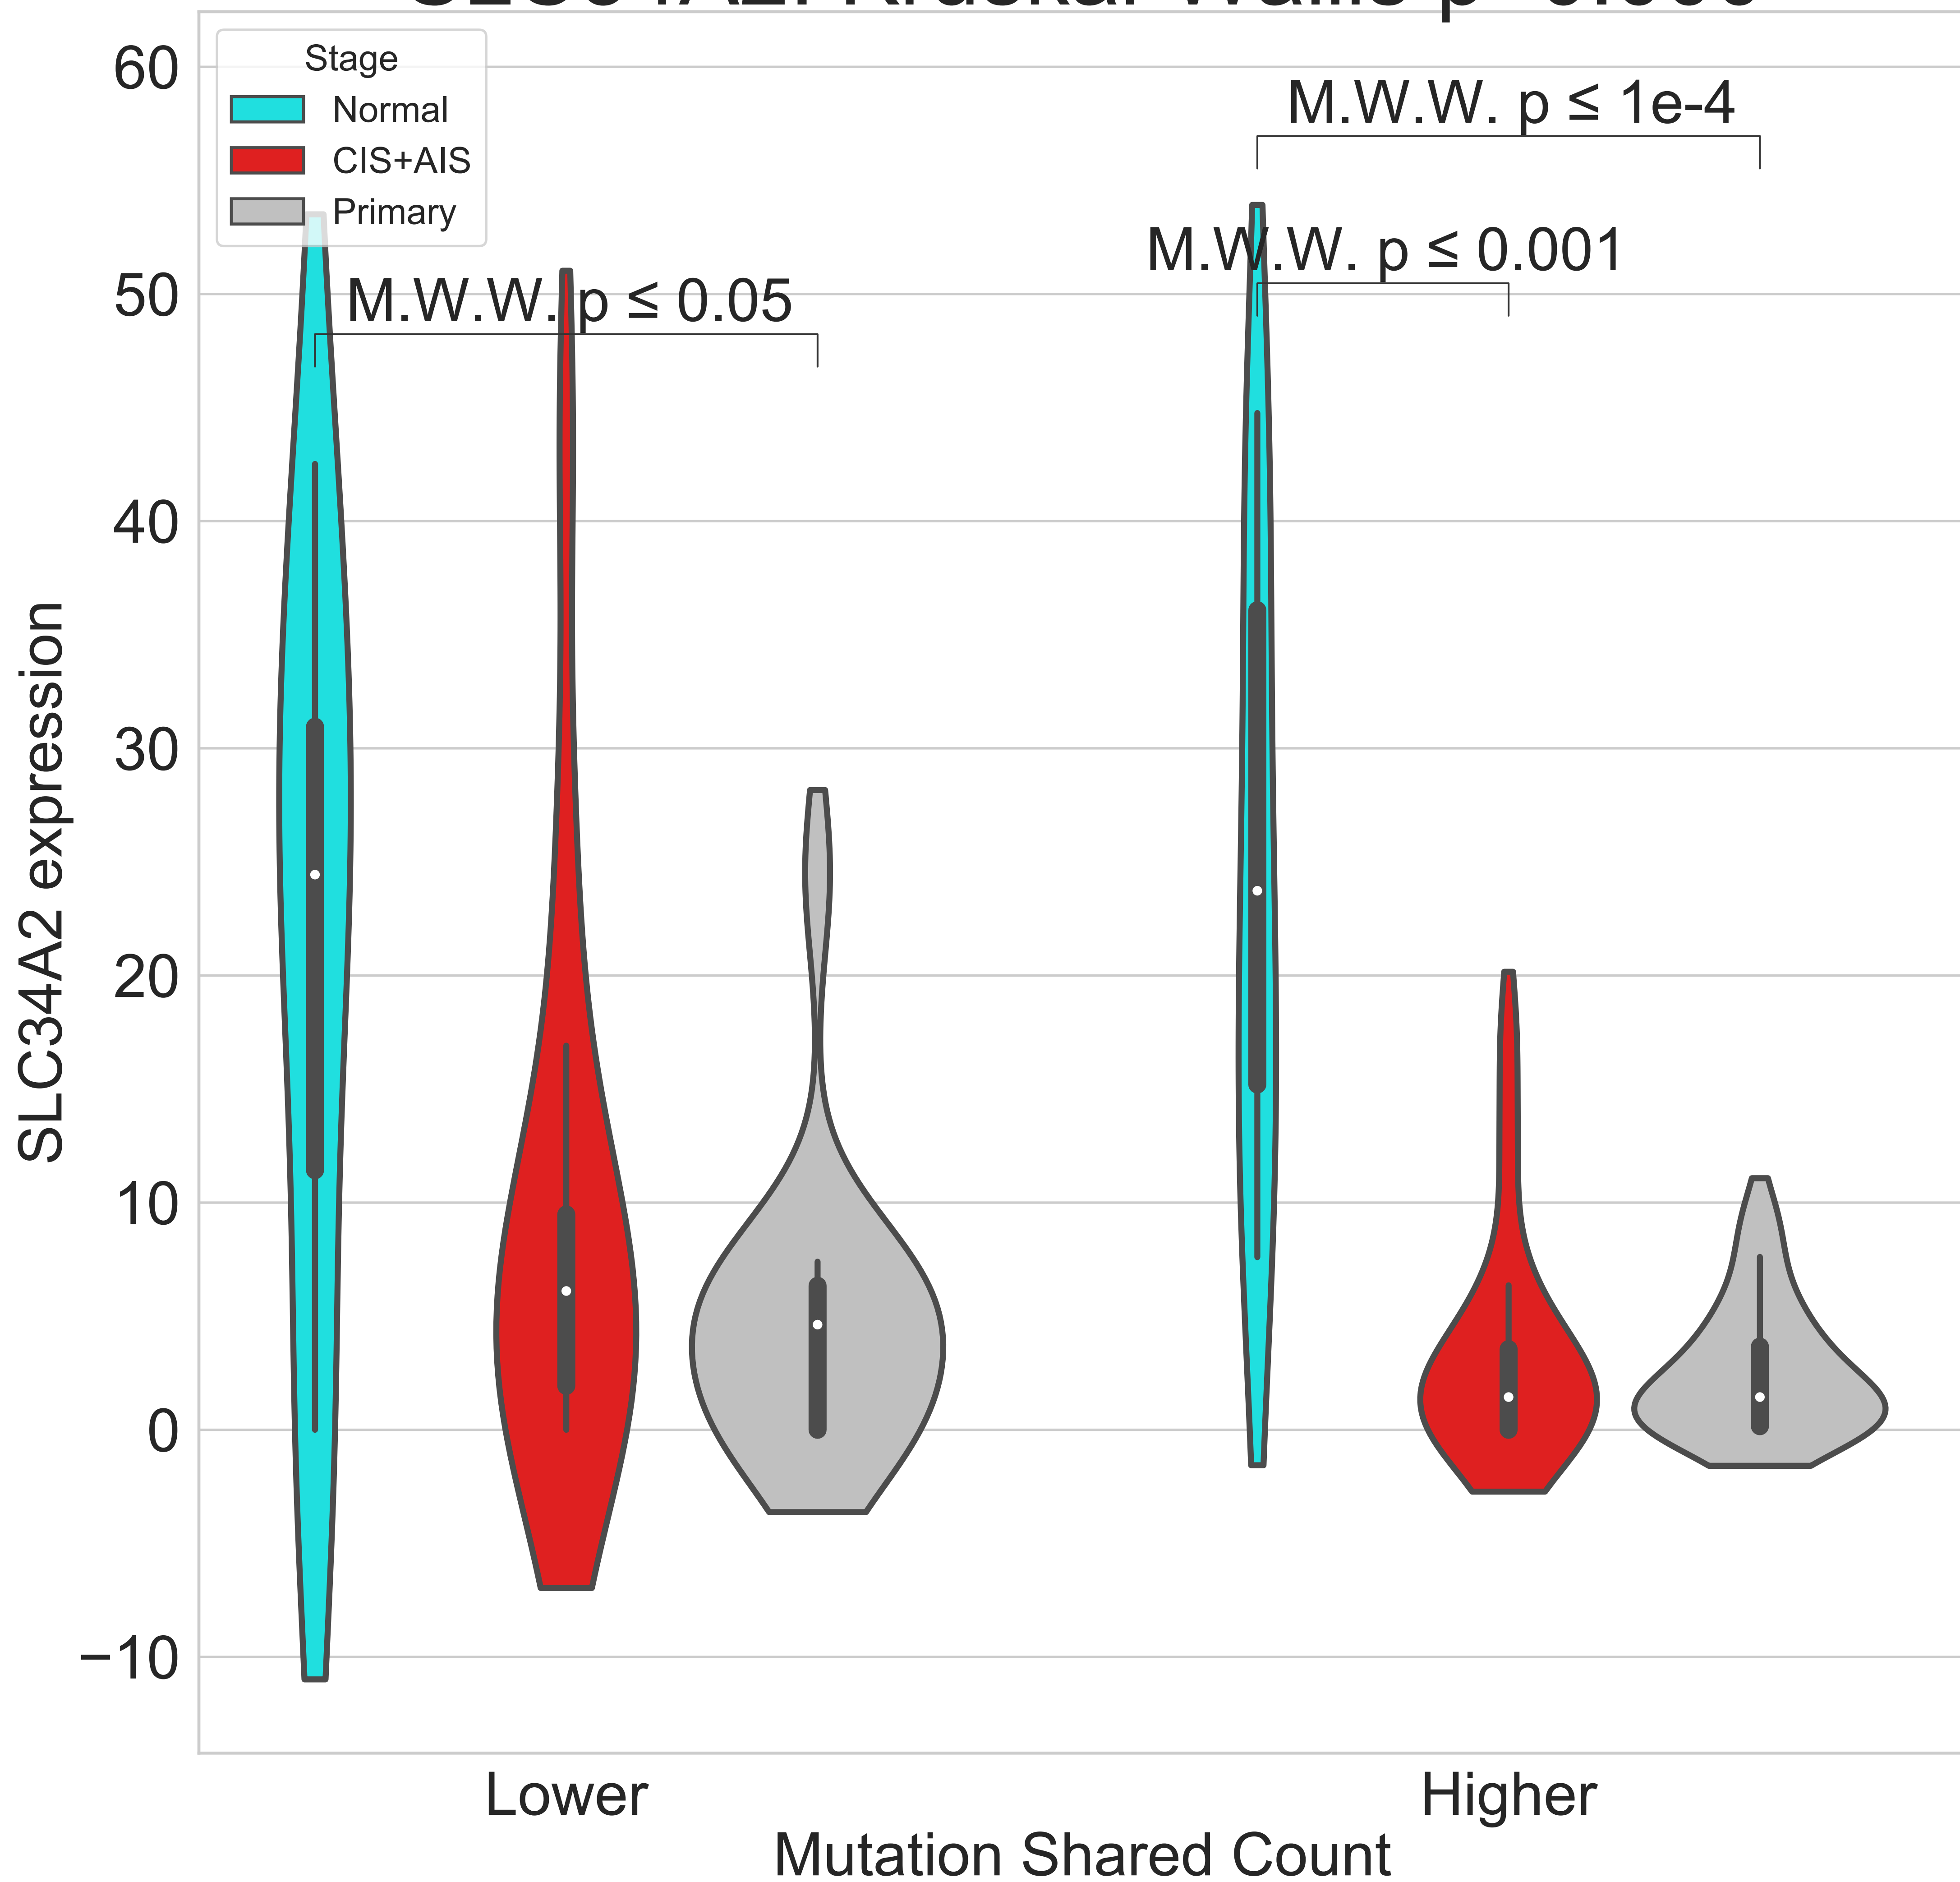 60
50
40
30
20
10
0
−10
SLC34A2 expression
Stage
Normal
CIS+AIS
Primary
M.W.W. p ≤ 1e-4
M.W.W. p ≤ 0.001
M.W.W. p ≤ 0.05
Lower
Higher
Mutation Shared Count